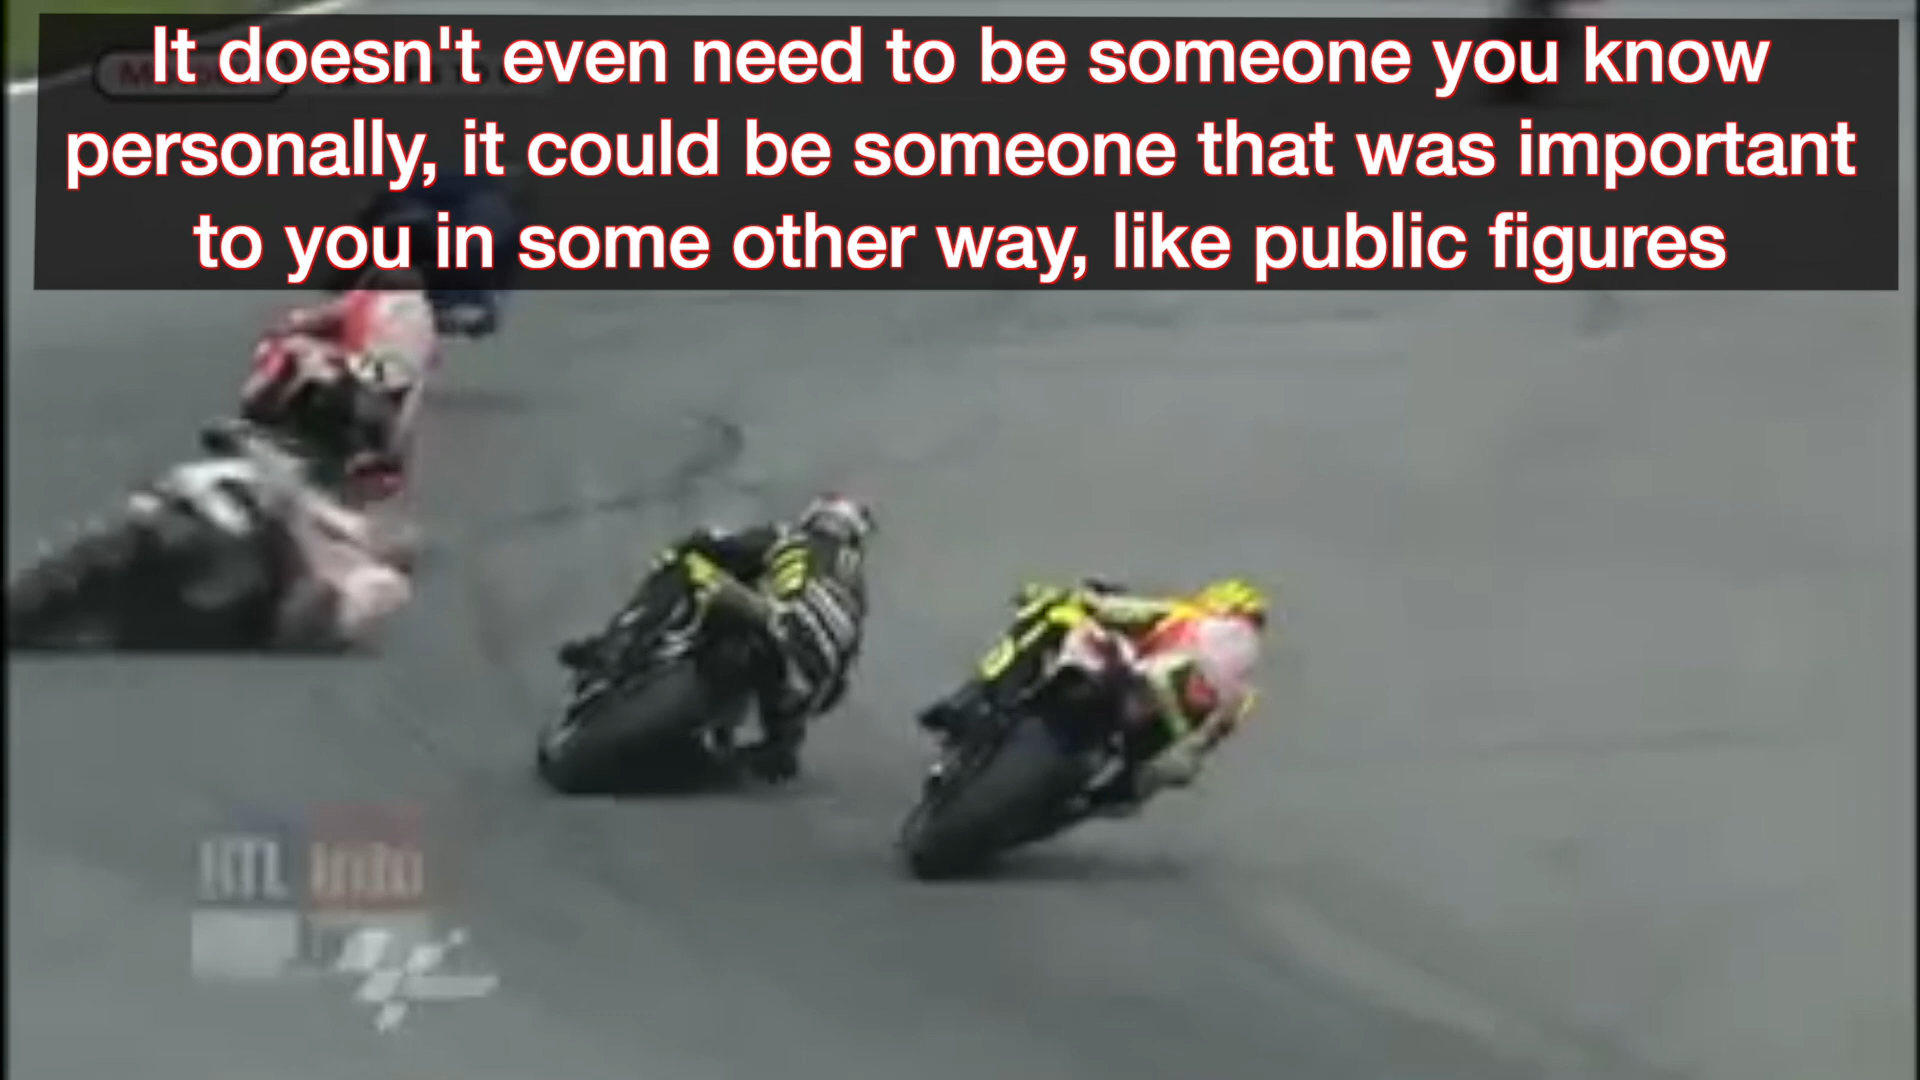 It doesn't even need to be someone you know
personally, it could be someone that was important
to you in some other way, like public figures
RTL